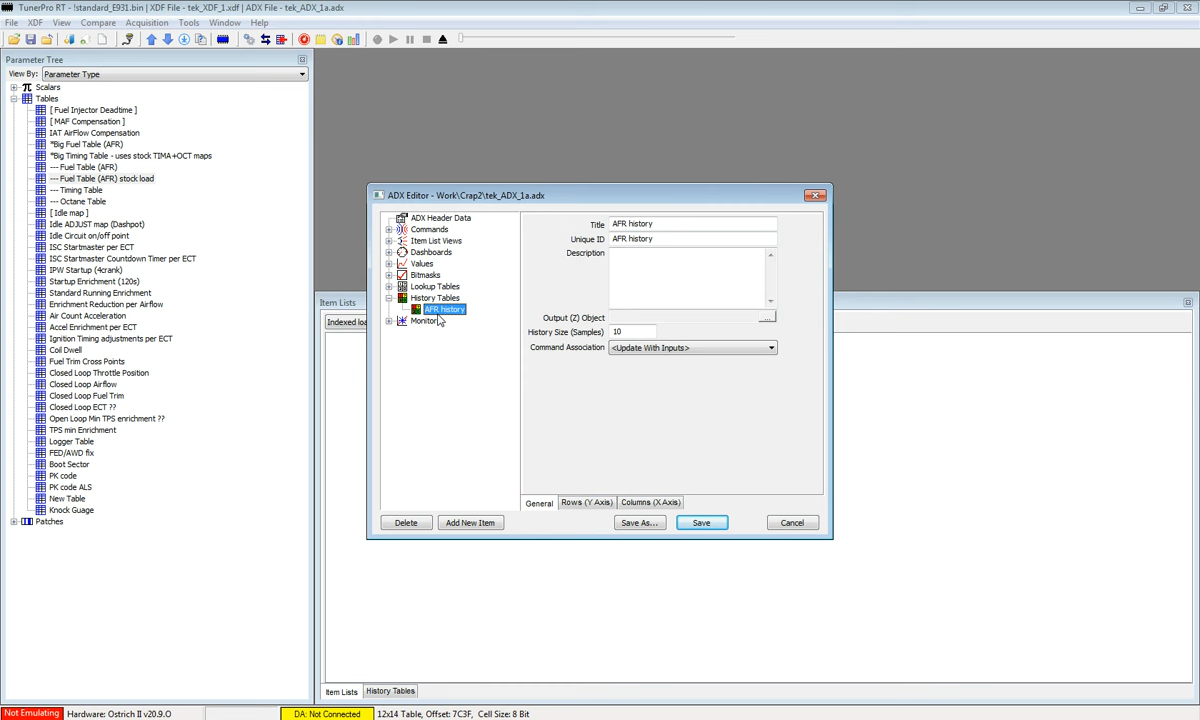 TunerPro RT - !standard_E931.bin | XDF File - tek_XDF_1.xdf | ADX File - tek_ADX_1a.adx
File XDF View Compare Acquisition Tools Window Help
Parameter Tree
View By: Parameter Type
Scalars
Tables
[ Fuel Injector Deadtime ]
[ MAF Compensation ]
IAT AirFlow Compensation
*Big Fuel Table (AFR)
*Big Timing Table - uses stock TIMA+OCT maps
--- Fuel Table (AFR)
--- Fuel Table (AFR) stock load
--- Timing Table
--- Octane Table
[ Idle map ]
Idle ADJUST map (Dashpot)
Idle Circuit on/off point
ISC Startmaster per ECT
ISC Startmaster Countdown Timer per ECT
IPW Startup (4crank)
Startup Enrichment (120s)
Standard Running Enrichment
Enrichment Reduction per Airflow
Air Count Acceleration
Accel Enrichment per ECT
Ignition Timing adjustments per ECT
Coil Dwell
Fuel Trim Cross Points
Closed Loop Throttle Position
Closed Loop Airflow
Closed Loop Fuel Trim
Closed Loop ECT ??
Open Loop Min TPS enrichment ??
TPS min Enrichment
Logger Table
FED/AWD fix
Boot Sector
PK code
PK code ALS
New Table
Knock Guage
Patches
ADX Editor - Work\Crap2\tek_ADX_1a.adx
ADX Header Data
Commands
Item List Views
Dashboards
Values
Bitmasks
Lookup Tables
History Tables
AFR history
Monitor
Title AFR history
Unique ID AFR history
Description
Output (Z) Object ...
History Size (Samples) 10
Command Association <Update With Inputs>
General Rows (Y Axis) Columns (X Axis)
Delete Add New Item Save As... Save Cancel
Item Lists
Indexed loa
Item Lists History Tables
Not Emulating Hardware: Ostrich II v20.9.O DA: Not Connected 12x14 Table, Offset: 7C3F, Cell Size: 8 Bit